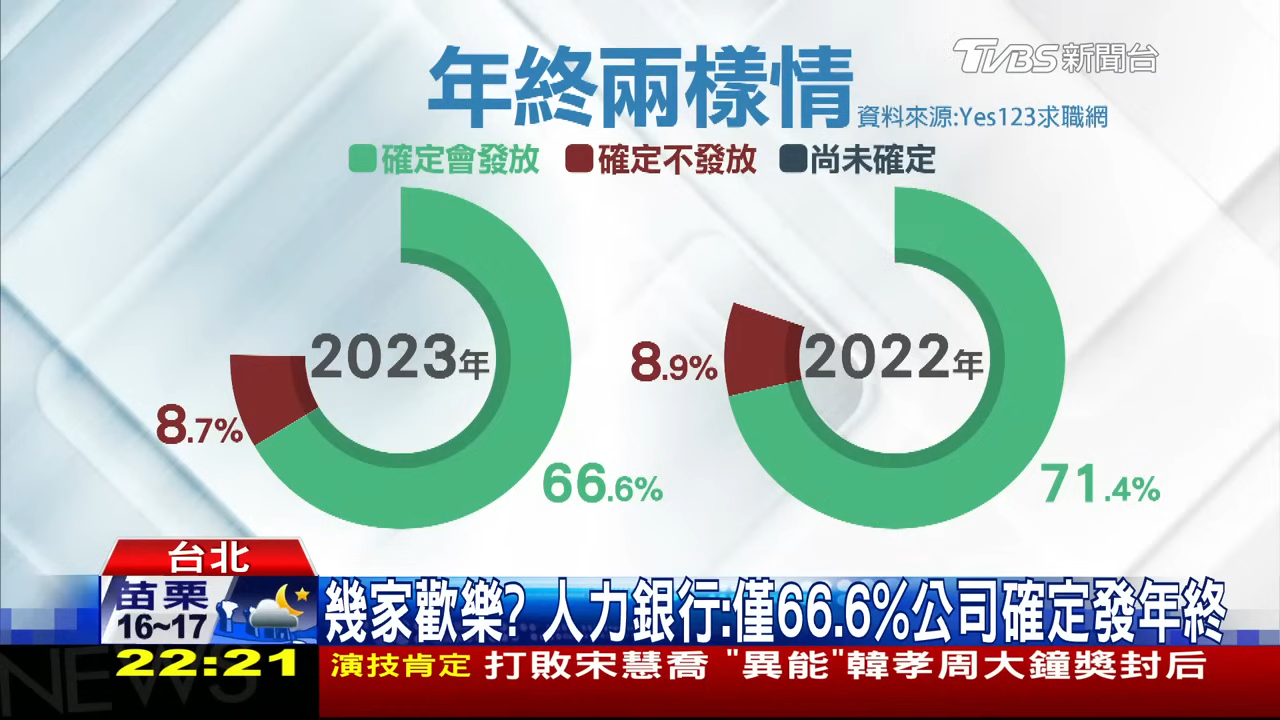 TVBS新聞台
年終兩樣情
資料來源:Yes123求職網
確定會發放 確定不發放 尚未確定
2023年
8.7%
66.6%
2022年
8.9%
71.4%
台北
苗栗
16~17
幾家歡樂? 人力銀行:僅66.6%公司確定發年終
22:21
演技肯定 打敗宋慧喬 "異能"韓孝周大鐘獎封后
NEWS